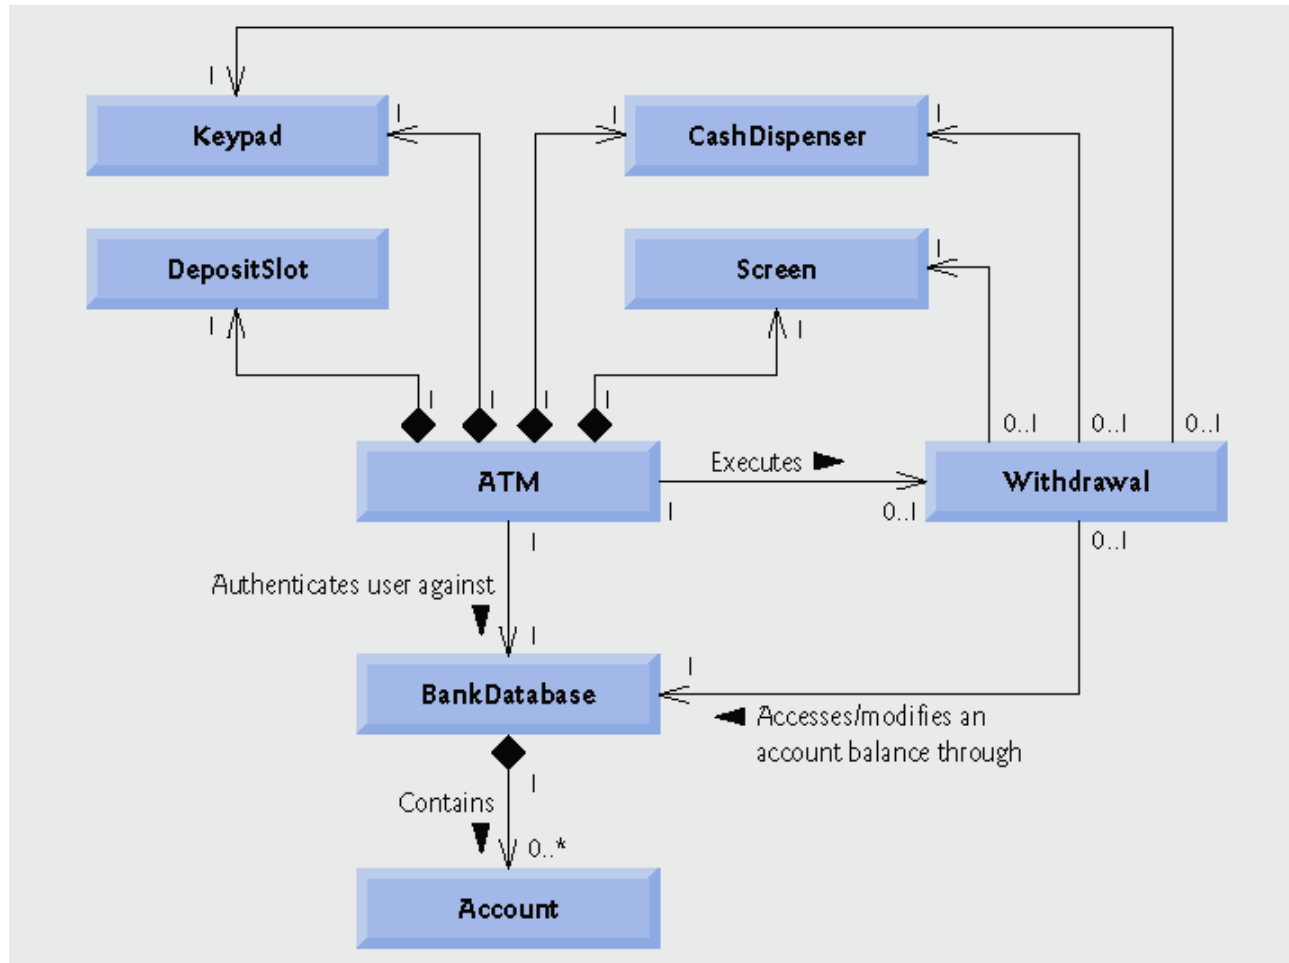 1
1
1
1
Keypad
CashDispenser
1
DepositSlot
Screen
1
1
1
1
1
1
0..1
0..1
0..1
Executes
ATM
Withdrawal
1
0..1
1
0..1
Authenticates user against
1
1
BankDatabase
Accesses/modifies an
account balance through
1
Contains
0..*
Account